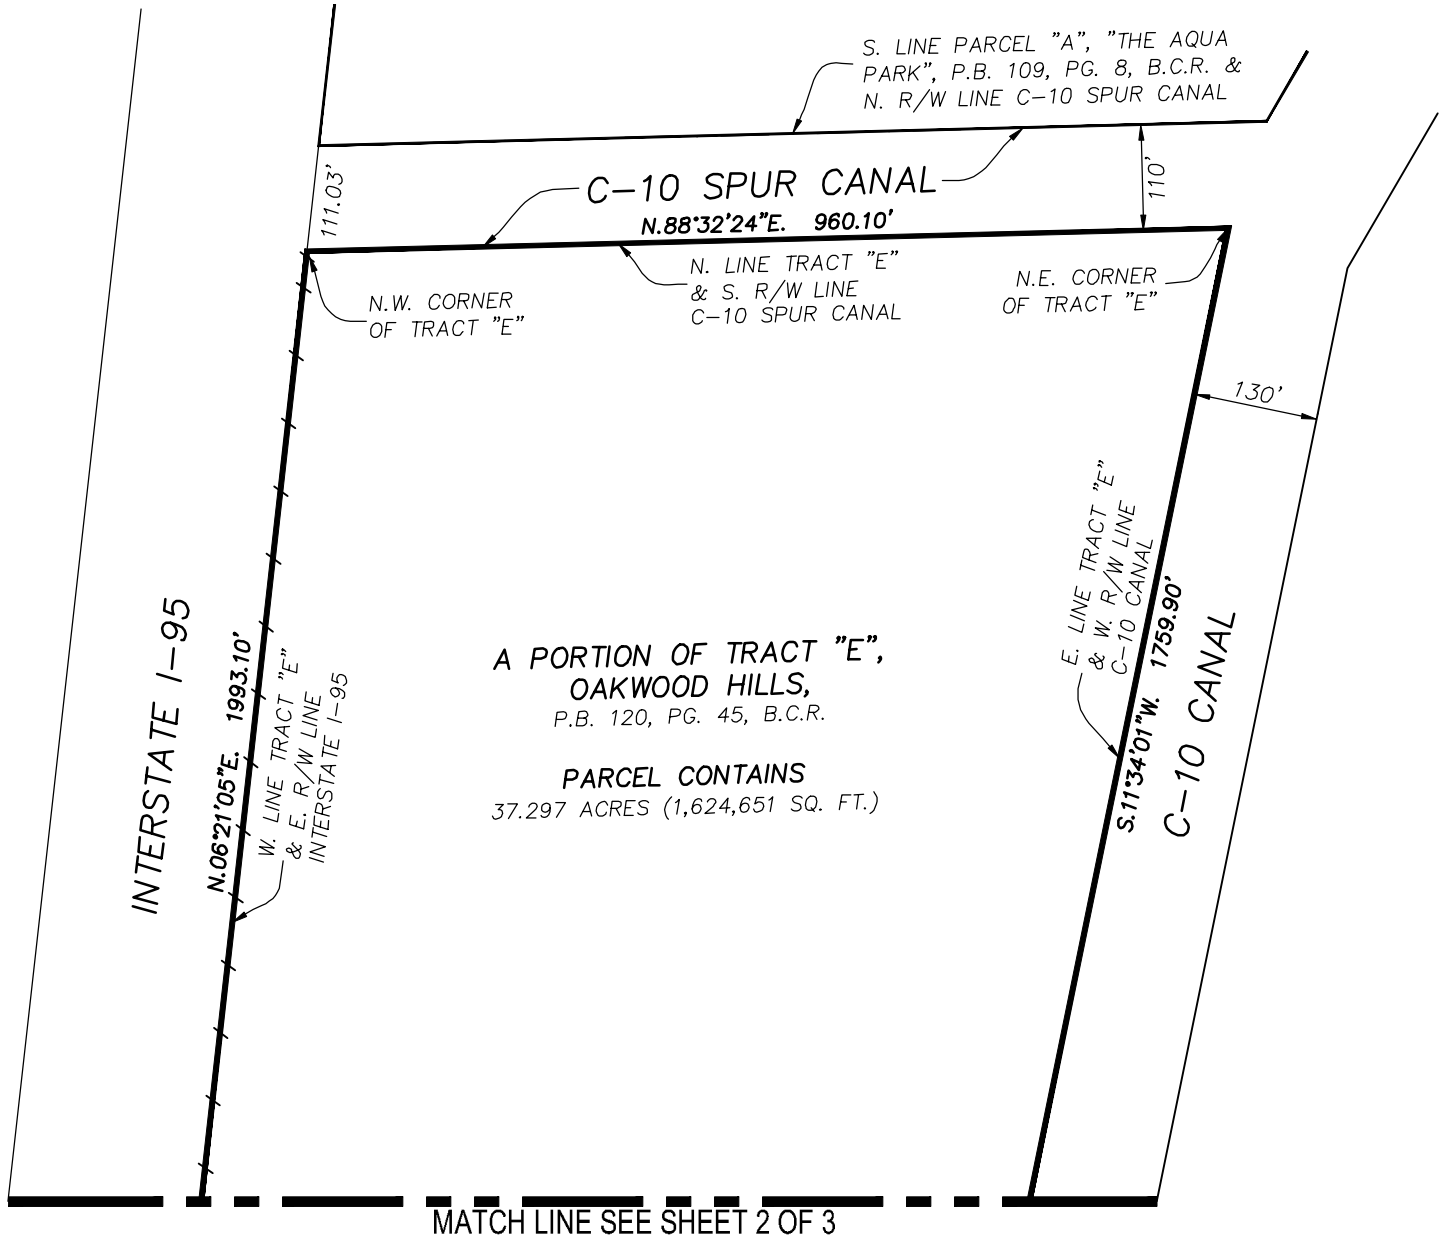 S. LINE PARCEL "A", "THE AQUA
PARK", P.B. 109, PG. 8, B.C.R. &
N. R/W LINE C-10 SPUR CANAL
111.03'
C-10 SPUR CANAL
110'
N.88°32'24"E. 960.10'
N. LINE TRACT "E"
& S. R/W LINE
C-10 SPUR CANAL
N.W. CORNER
OF TRACT "E"
N.E. CORNER
OF TRACT "E"
130'
INTERSTATE I-95
N.06°21'05"E. 1993.10'
W. LINE TRACT "E"
& E. R/W LINE
INTERSTATE I-95
A PORTION OF TRACT "E",
OAKWOOD HILLS,
P.B. 120, PG. 45, B.C.R.
PARCEL CONTAINS
37.297 ACRES (1,624,651 SQ. FT.)
E. LINE TRACT "E"
& W. R/W LINE
C-10 CANAL
S.11°34'01"W. 1759.90'
C-10 CANAL
MATCH LINE SEE SHEET 2 OF 3